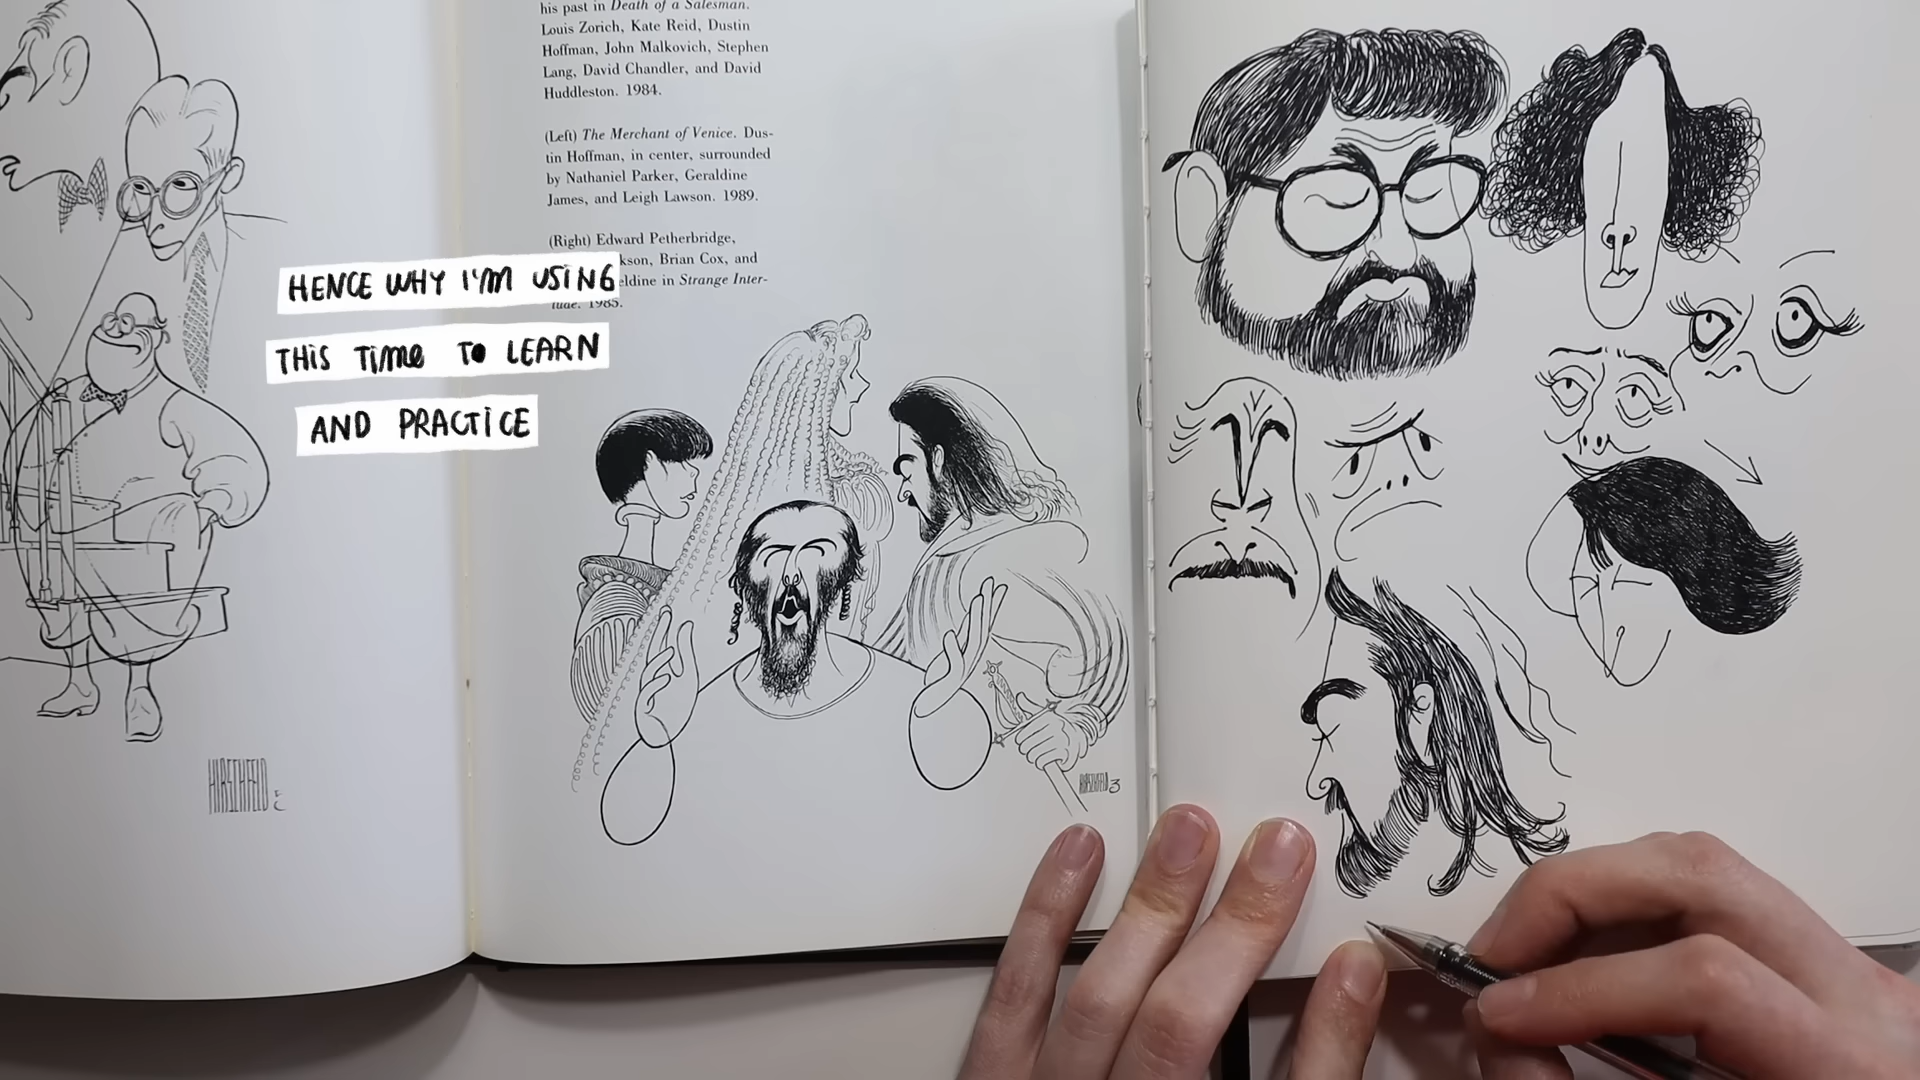 his past in Death of a Salesman.
Louis Zorich, Kate Reid, Dustin
Hoffman, John Malkovich, Stephen
Lang, David Chandler, and David
Huddleston. 1984.
(Left) The Merchant of Venice. Dus-
tin Hoffman, in center, surrounded
by Nathaniel Parker, Geraldine
James, and Leigh Lawson. 1989.
(Right) Edward Petherbridge,
kson, Brian Cox, and
eldine in Strange Inter-
lude. 1985.
HENCE WHY I'M USING
THIS TIME TO LEARN
AND PRACTICE
HIRSCHFELD
HIRSCHFELD 3